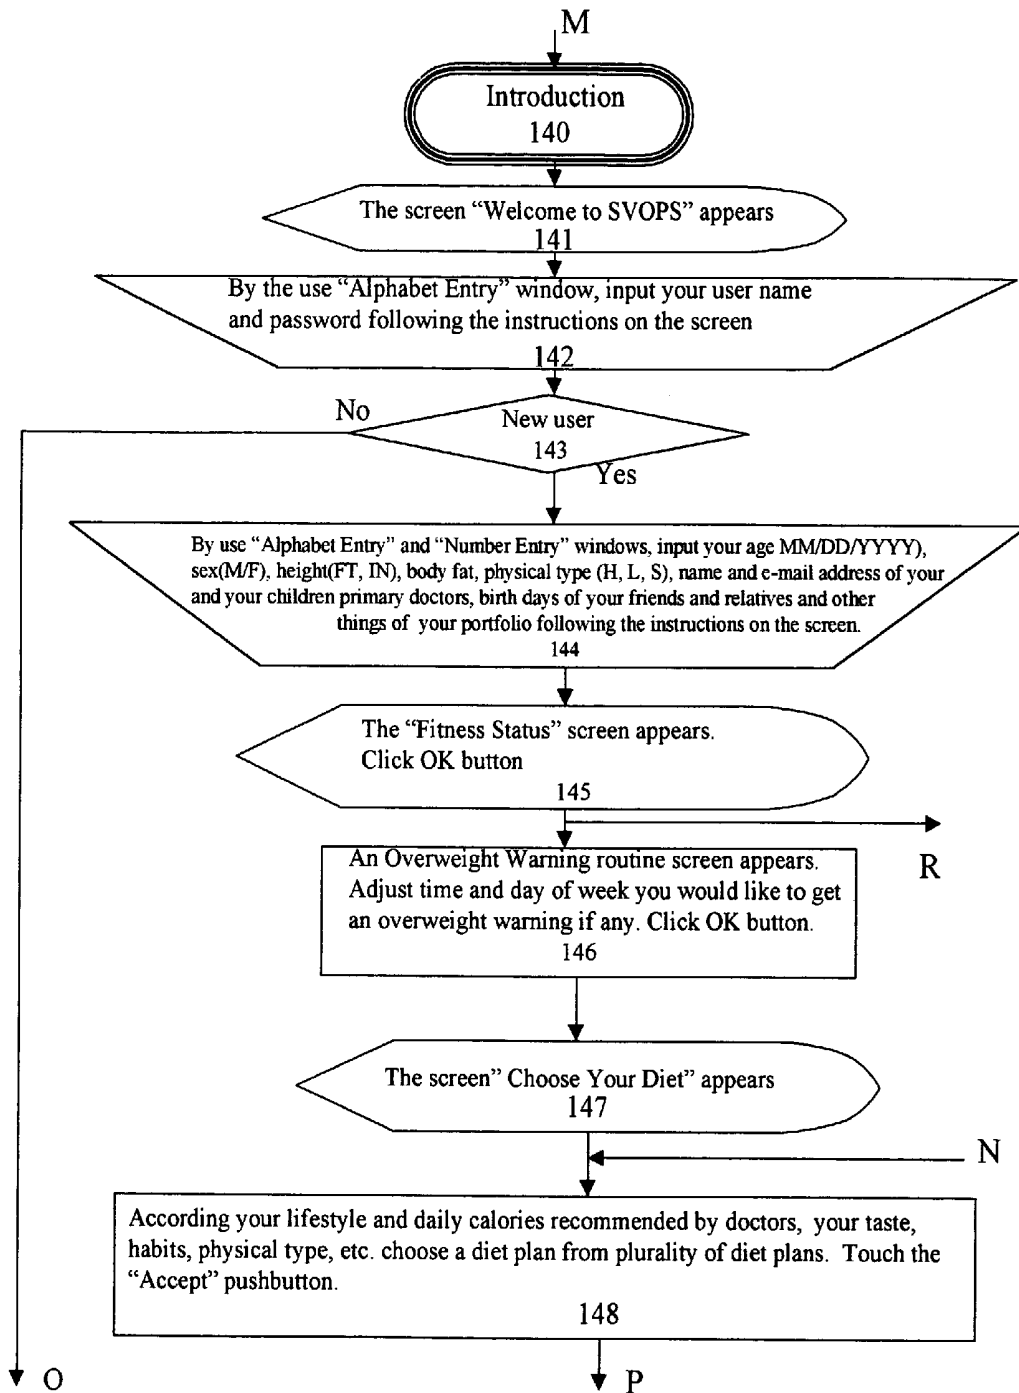 M
Introduction
140
The screen “Welcome to SVOPS” appears
141
By the use “Alphabet Entry” window, input your user name
and password following the instructions on the screen
142
No
New user
143
Yes
By use “Alphabet Entry” and “Number Entry” windows, input your age MM/DD/YYYY),
sex(M/F), height(FT, IN), body fat, physical type (H, L, S), name and e-mail address of your
and your children primary doctors, birth days of your friends and relatives and other
things of your portfolio following the instructions on the screen.
144
The “Fitness Status” screen appears.
Click OK button
145
R
An Overweight Warning routine screen appears.
Adjust time and day of week you would like to get
an overweight warning if any. Click OK button.
146
The screen” Choose Your Diet” appears
147
N
According your lifestyle and daily calories recommended by doctors, your taste,
habits, physical type, etc. choose a diet plan from plurality of diet plans. Touch the
“Accept” pushbutton.
148
O
P